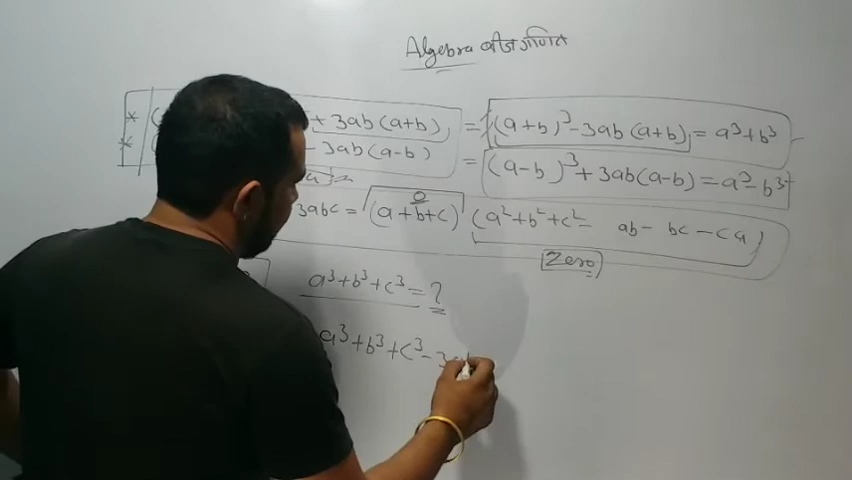 Algebra बीजगणित
* ( + 3ab(a+b) = (a+b)³ - 3ab(a+b) = a³+b³
* - 3ab(a-b) = (a-b)³ + 3ab(a-b) = a³-b³
0
3abc = (a+b+c) (a²+b²+c²- ab - bc - ca)
Zero
a³+b³+c³ = ?
a³+b³+c³ - 3